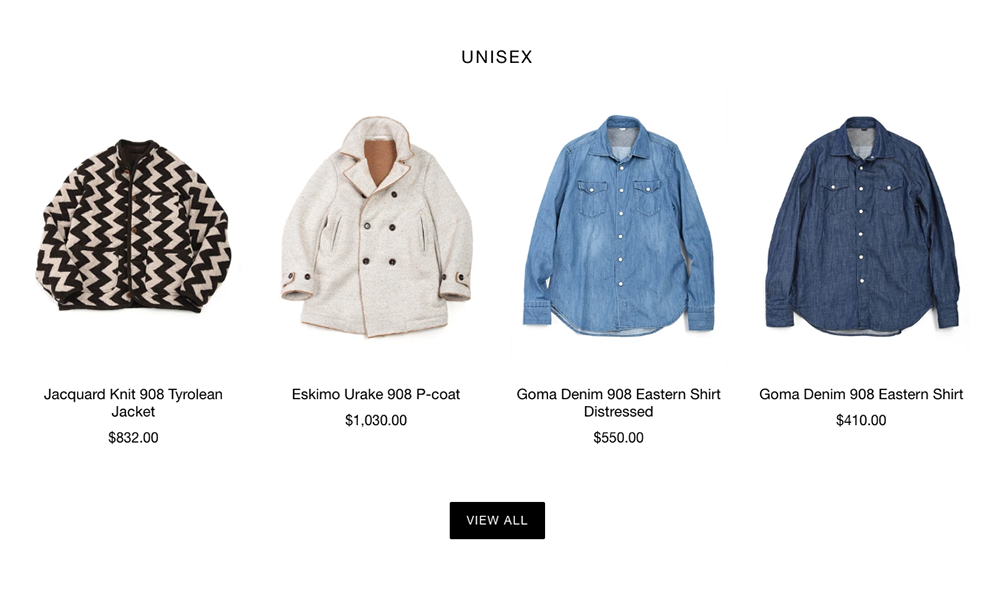 UNISEX
Jacquard Knit 908 Tyrolean
Jacket
$832.00
Eskimo Urake 908 P-coat
$1,030.00
Goma Denim 908 Eastern Shirt
Distressed
$550.00
Goma Denim 908 Eastern Shirt
$410.00
VIEW ALL